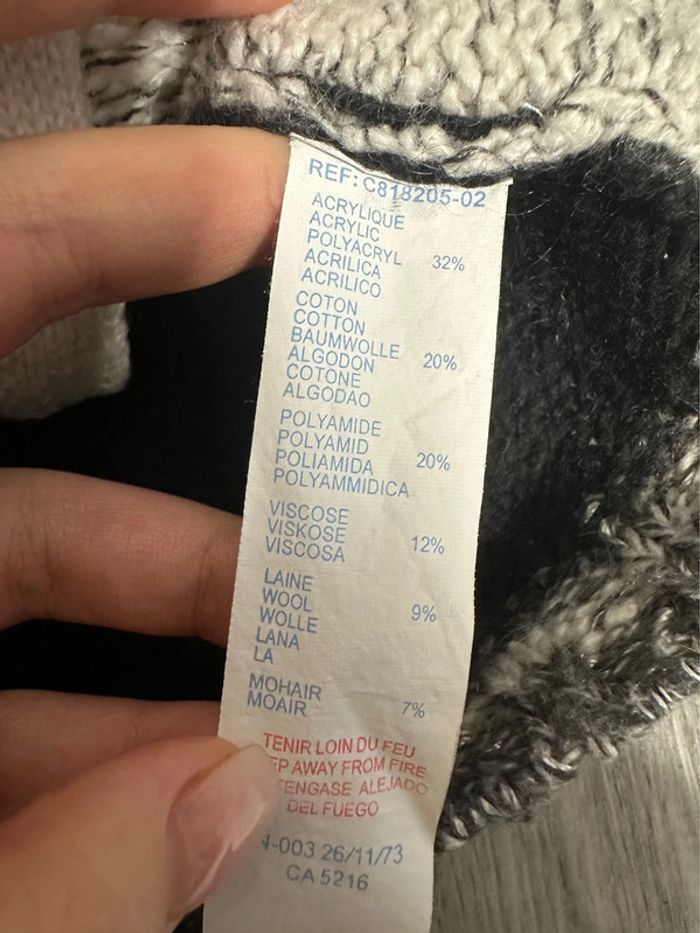 REF: C818205-02
ACRYLIQUE
ACRYLIC
POLYACRYL 32%
ACRILICA
ACRILICO
COTON
COTTON
BAUMWOLLE
ALGODON 20%
COTONE
ALGODAO
POLYAMIDE
POLYAMID
POLIAMIDA 20%
POLYAMMIDICA
VISCOSE
VISKOSE 12%
VISCOSA
LAINE
WOOL 9%
WOLLE
LANA
LA
MOHAIR
MOAIR 7%
TENIR LOIN DU FEU
AWAY FROM FIRE
ALEJADO
DEL FUEGO
-003 26/11/73
CA 5216